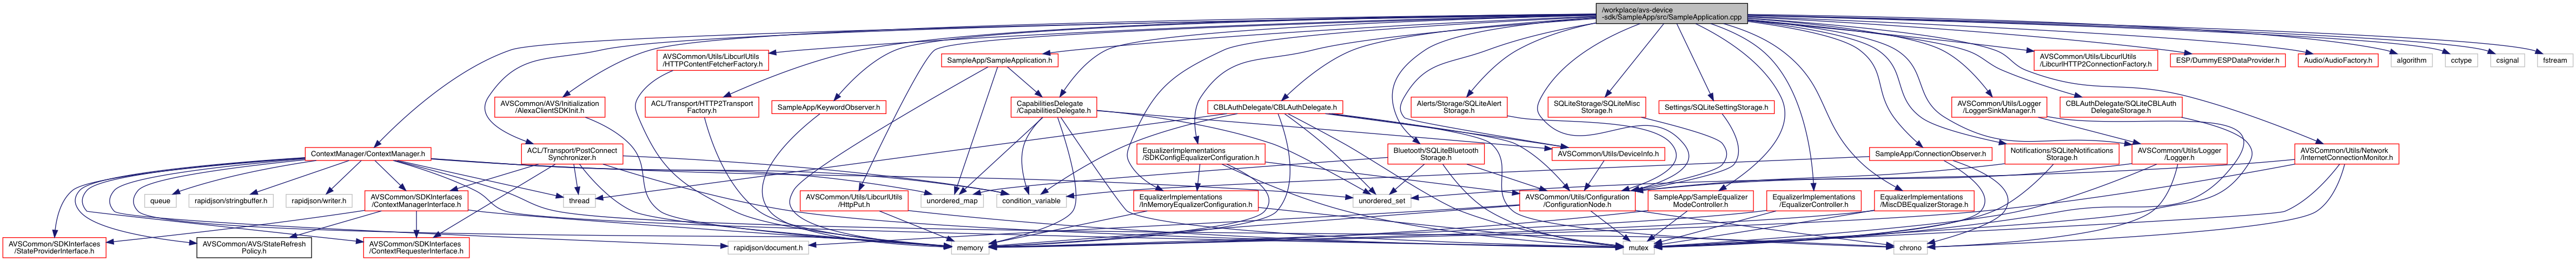 /workplace/avs-device
-sdk/SampleApp/src/SampleApplication.cpp
AVSCommon/Utils/LibcurlUtils
/HTTPContentFetcherFactory.h
SampleApp/SampleApplication.h
AVSCommon/Utils/LibcurlUtils
/LibcurlHTTP2ConnectionFactory.h
ESP/DummyESPDataProvider.h
Audio/AudioFactory.h
algorithm
cctype
csignal
fstream
AVSCommon/AVS/Initialization
/AlexaClientSDKInit.h
ACL/Transport/HTTP2Transport
Factory.h
SampleApp/KeywordObserver.h
CapabilitiesDelegate
/CapabilitiesDelegate.h
CBLAuthDelegate/CBLAuthDelegate.h
Alerts/Storage/SQLiteAlert
Storage.h
SQLiteStorage/SQLiteMisc
Storage.h
Settings/SQLiteSettingStorage.h
AVSCommon/Utils/Logger
/LoggerSinkManager.h
CBLAuthDelegate/SQLiteCBLAuth
DelegateStorage.h
ContextManager/ContextManager.h
ACL/Transport/PostConnect
Synchronizer.h
EqualizerImplementations
/SDKConfigEqualizerConfiguration.h
Bluetooth/SQLiteBluetooth
Storage.h
AVSCommon/Utils/DeviceInfo.h
SampleApp/ConnectionObserver.h
Notifications/SQLiteNotifications
Storage.h
AVSCommon/Utils/Logger
/Logger.h
AVSCommon/Utils/Network
/InternetConnectionMonitor.h
queue
rapidjson/stringbuffer.h
rapidjson/writer.h
AVSCommon/SDKInterfaces
/ContextManagerInterface.h
thread
AVSCommon/Utils/LibcurlUtils
/HttpPut.h
unordered_map
condition_variable
EqualizerImplementations
/InMemoryEqualizerConfiguration.h
unordered_set
AVSCommon/Utils/Configuration
/ConfigurationNode.h
SampleApp/SampleEqualizer
ModeController.h
EqualizerImplementations
/EqualizerController.h
EqualizerImplementations
/MiscDBEqualizerStorage.h
AVSCommon/SDKInterfaces
/StateProviderInterface.h
AVSCommon/AVS/StateRefresh
Policy.h
AVSCommon/SDKInterfaces
/ContextRequesterInterface.h
rapidjson/document.h
memory
mutex
chrono